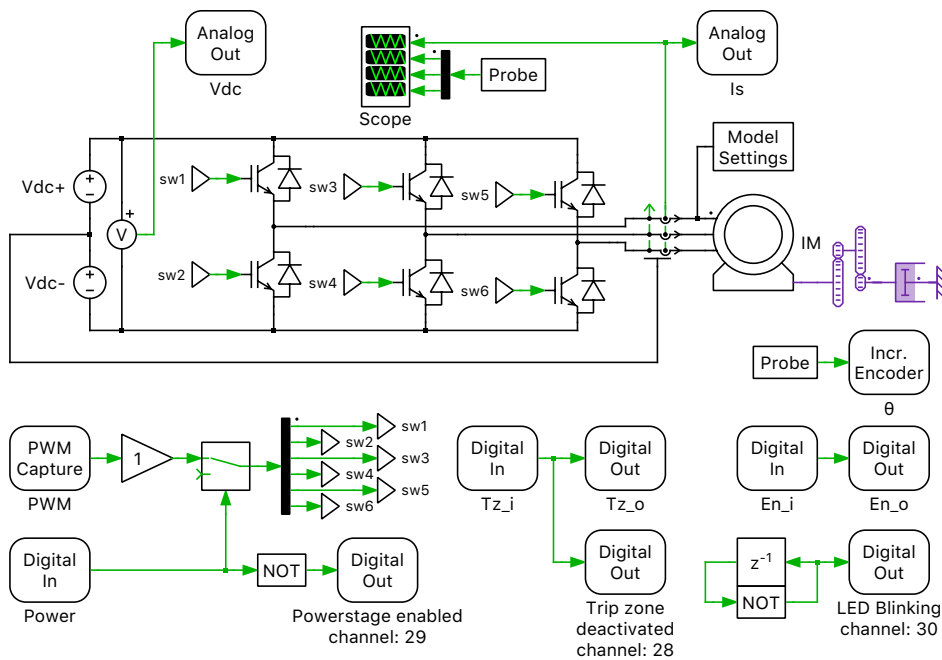 Analog
Out
Vdc
Scope
Probe
Analog
Out
Is
Model
Settings
Vdc+
Vdc-
+
−
+
−
+
V
sw1
sw3
sw5
sw2
sw4
sw6
IM
Probe
Incr.
Encoder
θ
PWM
Capture
PWM
1
sw1
sw2
sw3
sw4
sw5
sw6
Digital
In
Tz_i
Digital
Out
Tz_o
Digital
In
En_i
Digital
Out
En_o
Digital
In
Power
NOT
Digital
Out
Powerstage enabled
channel: 29
Digital
Out
Trip zone
deactivated
channel: 28
z⁻¹
NOT
Digital
Out
LED Blinking
channel: 30